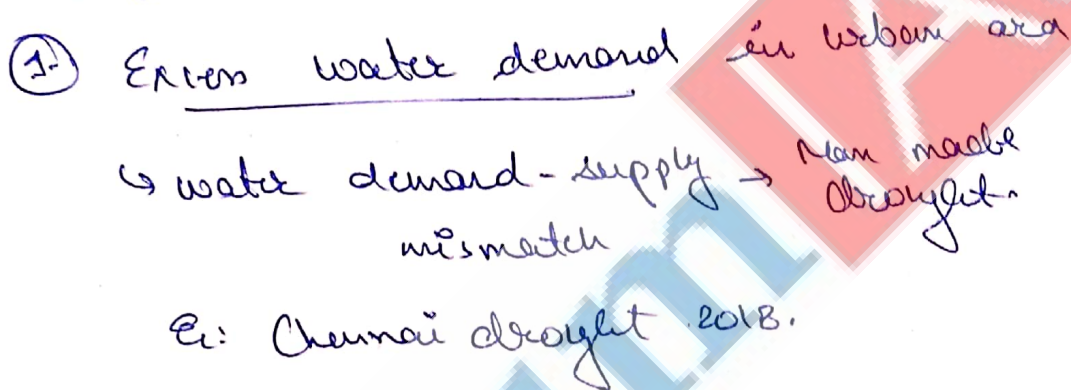 1. Excess water demand in urban area
↳ water demand-supply → Man made
mismatch drought.
Ex: Chennai drought 2018.